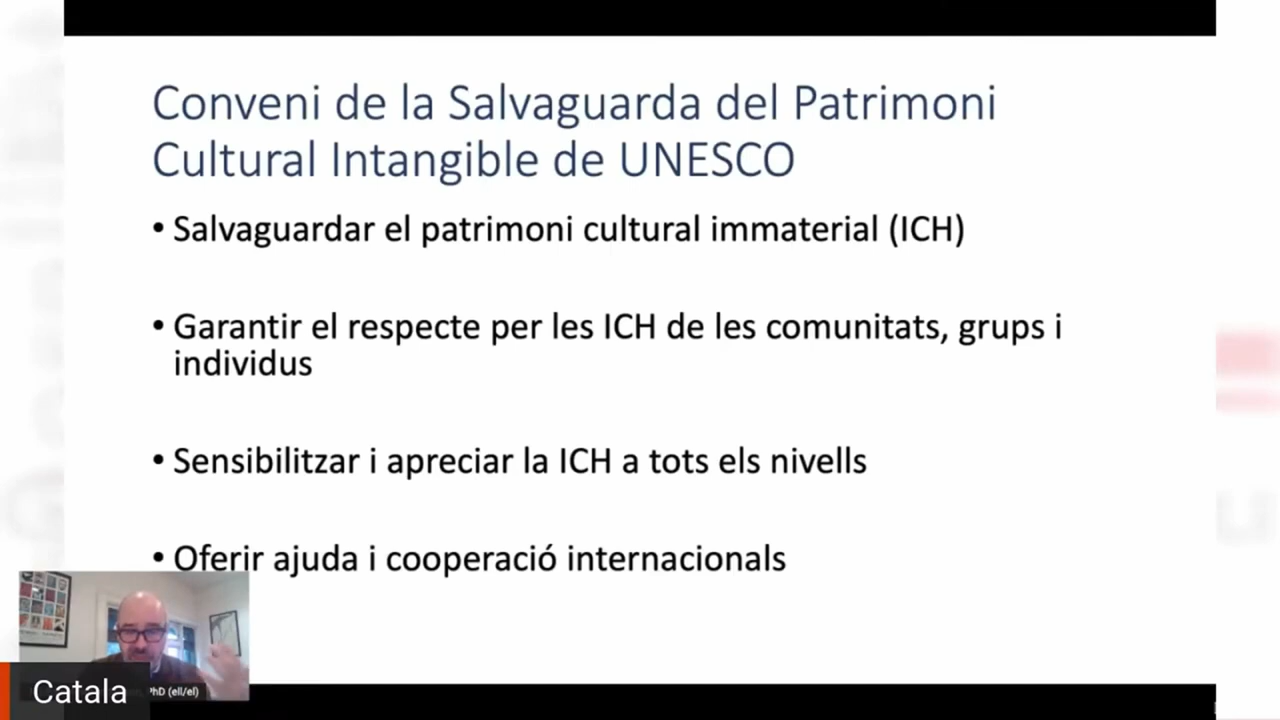 Conveni de la Salvaguarda del Patrimoni
Cultural Intangible de UNESCO
• Salvaguardar el patrimoni cultural immaterial (ICH)
• Garantir el respecte per les ICH de les comunitats, grups i
individus
• Sensibilitzar i apreciar la ICH a tots els nivells
• Oferir ajuda i cooperació internacionals
PhD (ell/el)
Catala